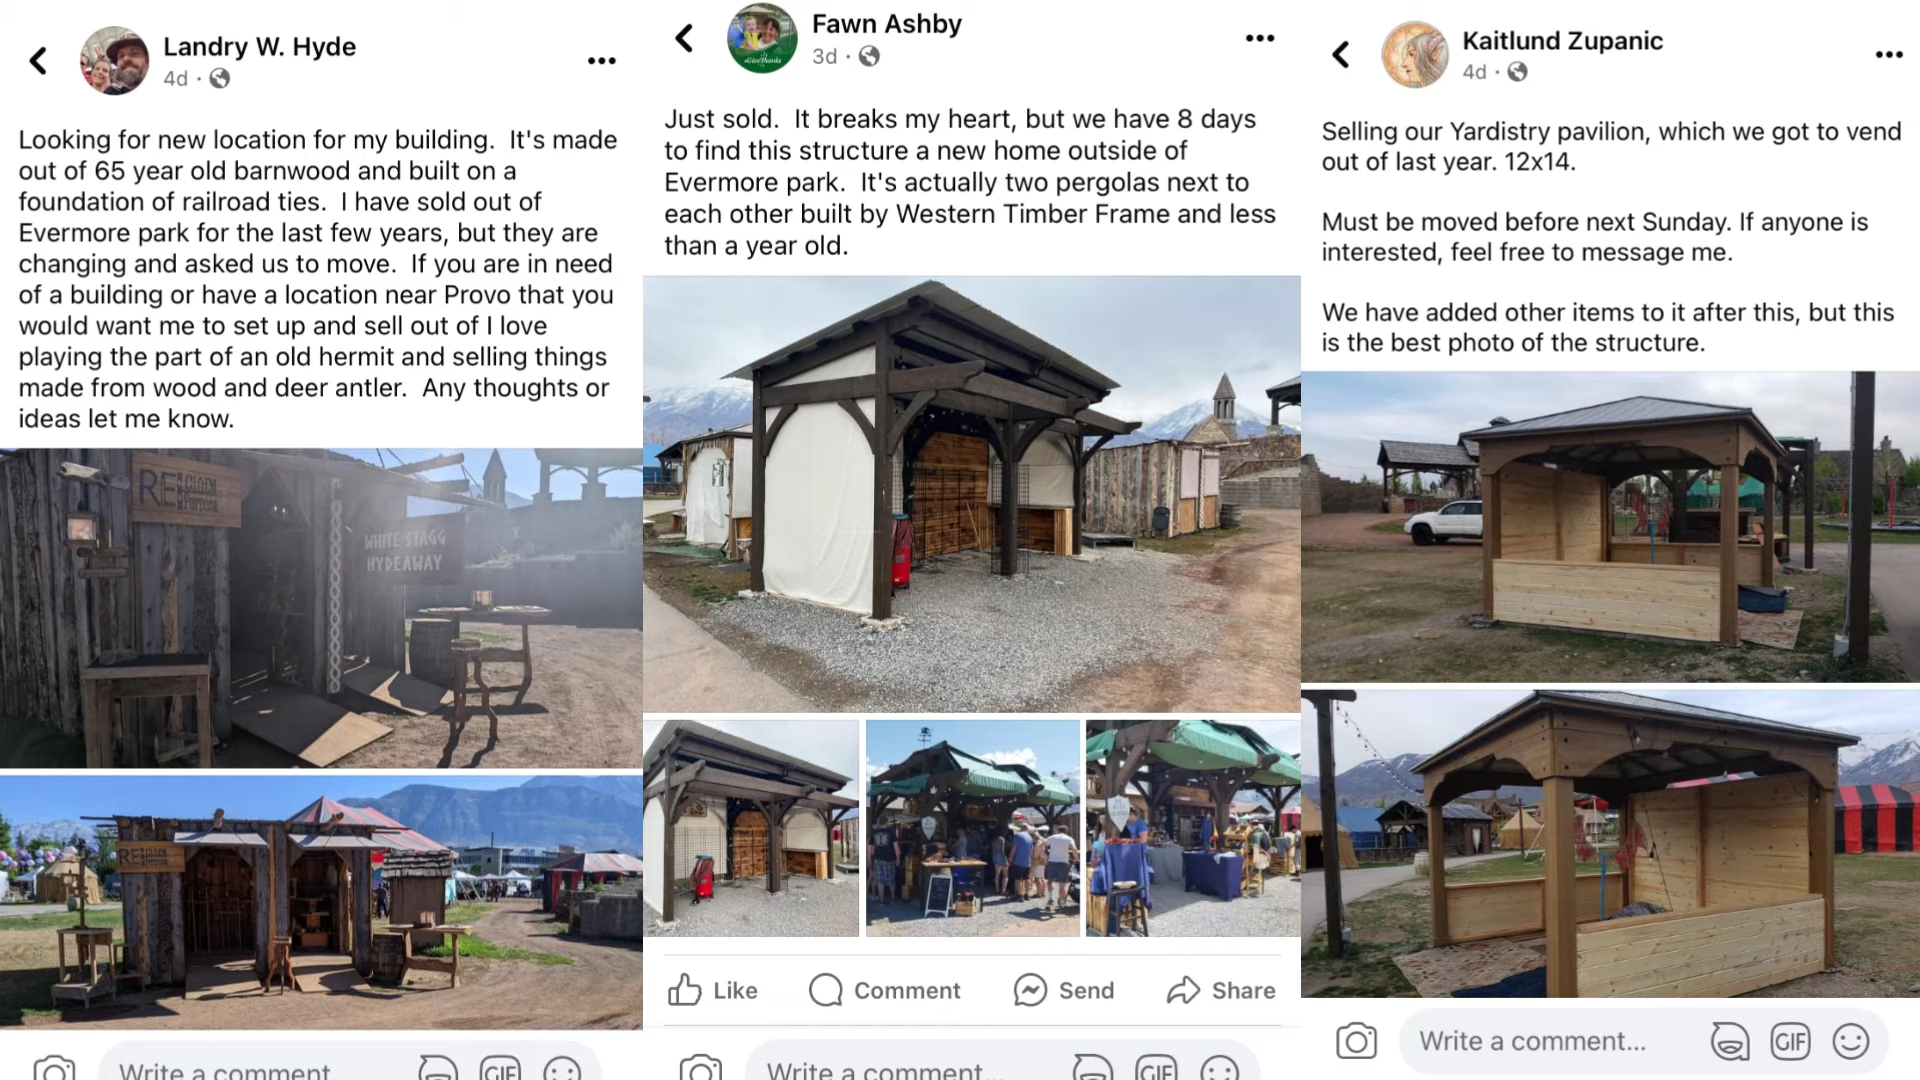 Landry W. Hyde
4d ·
Looking for new location for my building.  It's made
out of 65 year old barnwood and built on a
foundation of railroad ties.  I have sold out of
Evermore park for the last few years, but they are
changing and asked us to move.  If you are in need
of a building or have a location near Provo that you
would want me to set up and sell out of I love
playing the part of an old hermit and selling things
made from wood and deer antler.  Any thoughts or
ideas let me know.
RE CLAIM
Purpose
WHITE STAGG
HYDEAWAY
RE CLAIM
Purpose
Write a comment...
GIF
Fawn Ashby
3d ·
Just sold.  It breaks my heart, but we have 8 days
to find this structure a new home outside of
Evermore park.  It's actually two pergolas next to
each other built by Western Timber Frame and less
than a year old.
Like
Comment
Send
Share
Write a comment...
GIF
Kaitlund Zupanic
4d ·
Selling our Yardistry pavilion, which we got to vend
out of last year. 12x14.
Must be moved before next Sunday. If anyone is
interested, feel free to message me.
We have added other items to it after this, but this
is the best photo of the structure.
Write a comment...
GIF